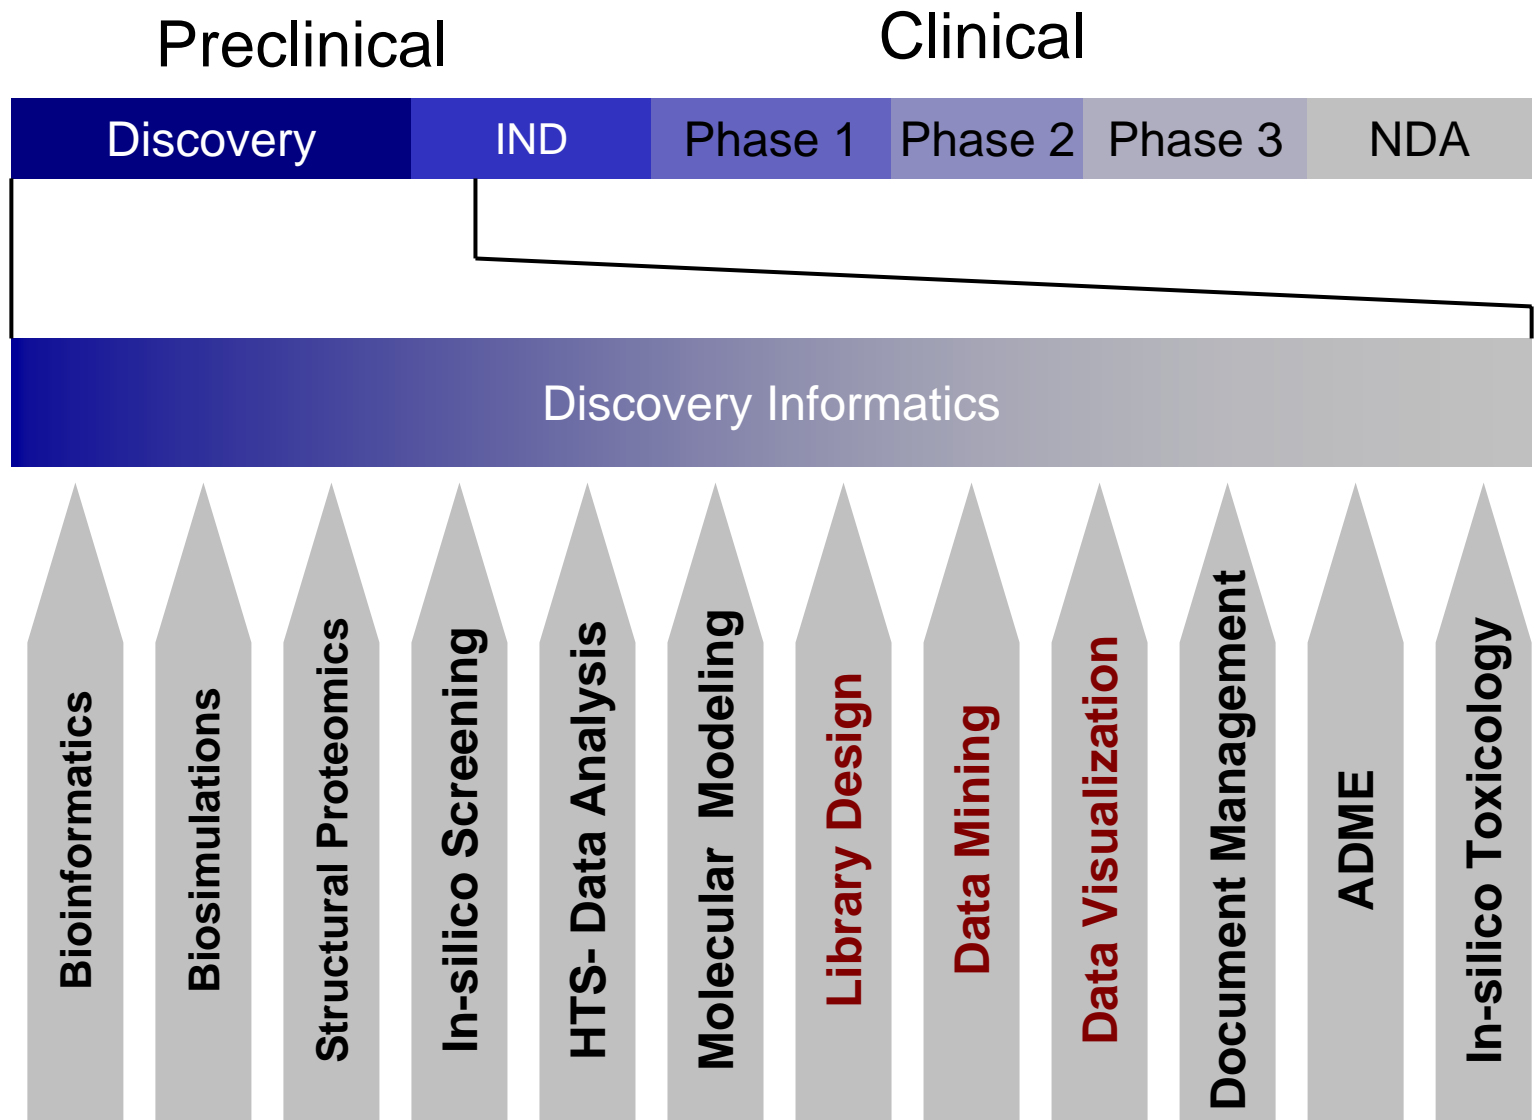 Preclinical
Clinical
Discovery
IND
Phase 1
Phase 2
Phase 3
NDA
Discovery Informatics
Bioinformatics
Biosimulations
Structural Proteomics
In-silico Screening
HTS- Data Analysis
Molecular  Modeling
Library Design
Data Mining
Data Visualization
Document Management
ADME
In-silico Toxicology